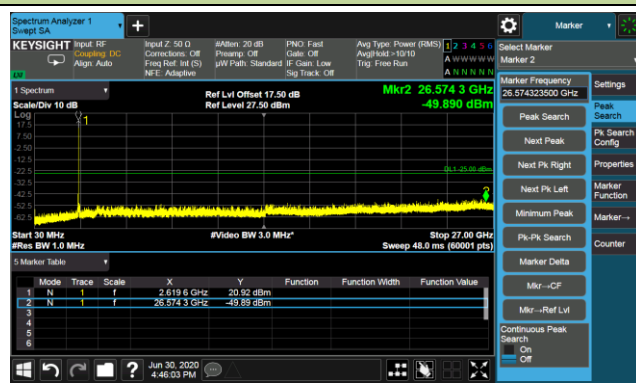 Spectrum Analyzer 1
Swept SA
+
Marker
KEYSIGHT
Input: RF
Coupling: DC
Align: Auto
Input Z: 50 Ω
Corrections: Off
Freq Ref: Int (S)
NFE: Adaptive
#Atten: 20 dB
Preamp: Off
µW Path: Standard
PNO: Fast
Gate: Off
IF Gain: Low
Sig Track: Off
Avg Type: Power (RMS)
Avg|Hold:>10/10
Trig: Free Run
1 2 3 4 5 6
A W W W W W
A N N N N N
Select Marker
Marker 2
Marker Frequency
26.574323500 GHz
Settings
Peak Search
Next Peak
Next Pk Right
Next Pk Left
Minimum Peak
Pk-Pk Search
Marker Delta
Mkr→CF
Mkr→Ref Lvl
Continuous Peak
Search
On
Off
Peak
Search
Pk Search
Config
Properties
Marker
Function
Marker→
Counter
1 Spectrum
Scale/Div 10 dB
Ref Lvl Offset 17.50 dB
Ref Level 27.50 dBm
Mkr2 26.574 3 GHz
-49.890 dBm
Log
17.5
7.50
-2.50
-12.5
-22.5
-32.5
-42.5
-52.5
-62.5
1
DL1 -25.00 dBm
2
Start 30 MHz
#Video BW 3.0 MHz*
Stop 27.00 GHz
#Res BW 1.0 MHz
Sweep 48.0 ms (60001 pts)
5 Marker Table
Mode Trace Scale X Y Function Function Width Function Value
1 N 1 f 2.619 6 GHz 20.92 dBm
2 N 1 f 26.574 3 GHz -49.89 dBm
3
4
5
6
?
Jun 30, 2020
4:46:03 PM